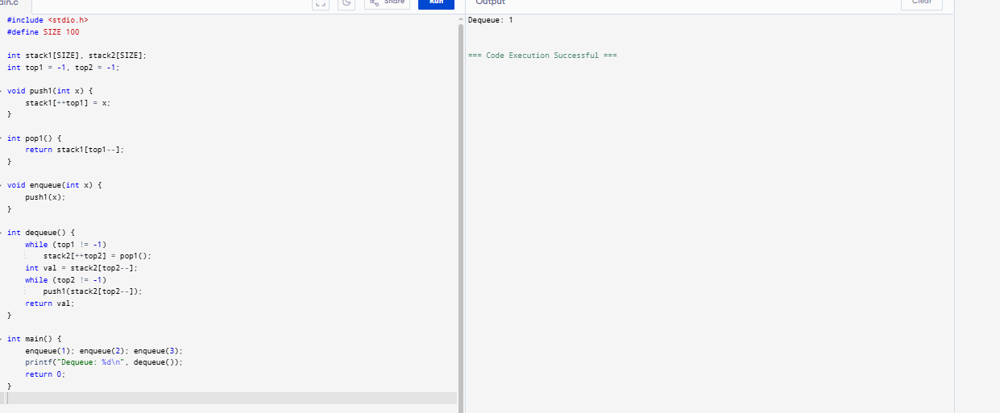 main.c
Share
Run
Output
Clear
#include <stdio.h>
#define SIZE 100
int stack1[SIZE], stack2[SIZE];
int top1 = -1, top2 = -1;
void push1(int x) {
stack1[++top1] = x;
}
int pop1() {
return stack1[top1--];
}
void enqueue(int x) {
push1(x);
}
int dequeue() {
while (top1 != -1)
stack2[++top2] = pop1();
int val = stack2[top2--];
while (top2 != -1)
push1(stack2[top2--]);
return val;
}
int main() {
enqueue(1); enqueue(2); enqueue(3);
printf("Dequeue: %d\n", dequeue());
return 0;
}
Dequeue: 1
=== Code Execution Successful ===